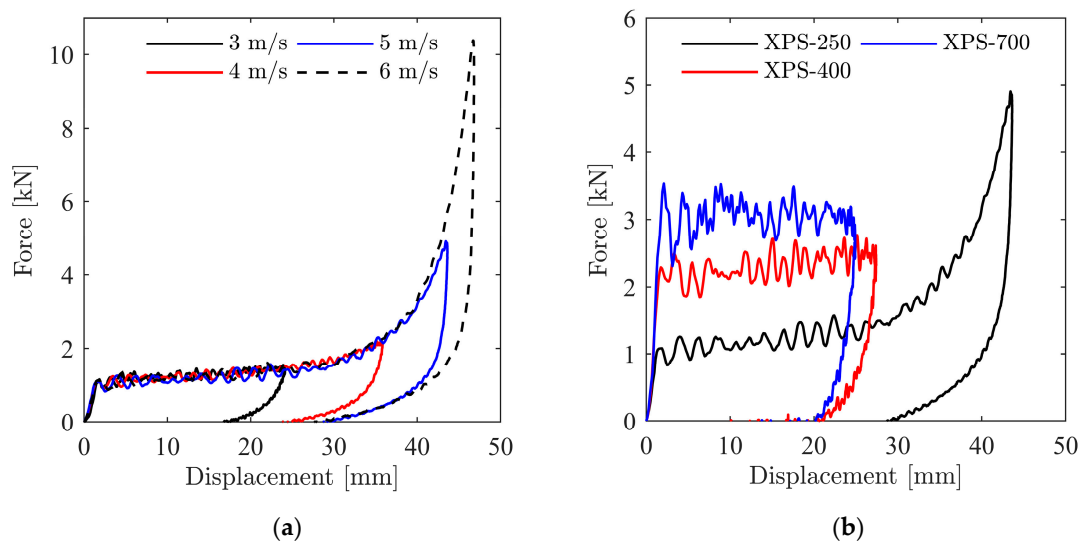 3 m/s 5 m/s
4 m/s 6 m/s
10
8
6
4
2
0
0 10 20 30 40 50
Force [kN]
Displacement [mm]
(a)
XPS-250 XPS-700
XPS-400
6
5
4
3
2
1
0
0 10 20 30 40 50
Force [kN]
Displacement [mm]
(b)